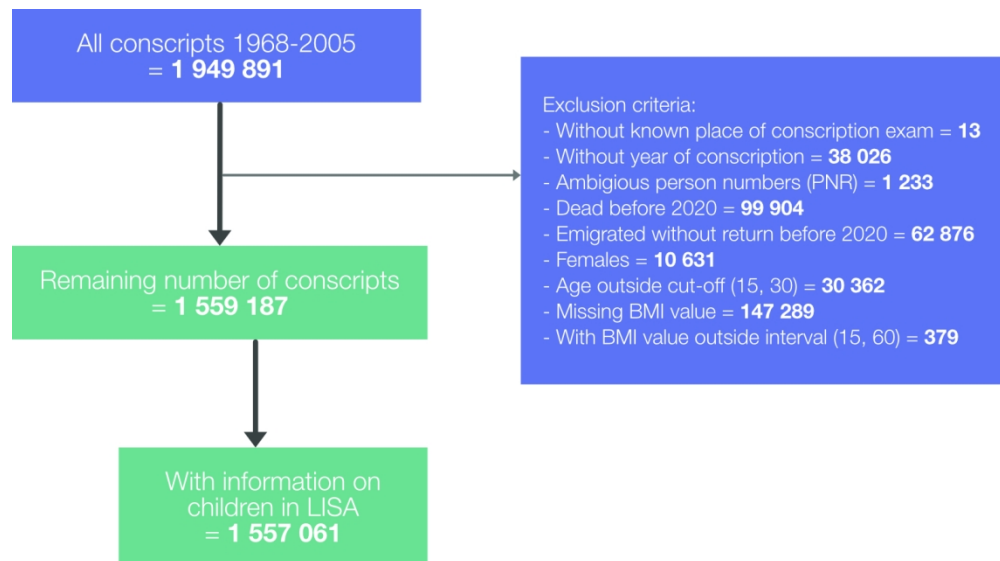 All conscripts 1968-2005
= 1 949 891
Exclusion criteria:
- Without known place of conscription exam = 13
- Without year of conscription = 38 026
- Ambigious person numbers (PNR) = 1 233
- Dead before 2020 = 99 904
- Emigrated without return before 2020 = 62 876
- Females = 10 631
- Age outside cut-off (15, 30) = 30 362
- Missing BMI value = 147 289
- With BMI value outside interval (15, 60) = 379
Remaining number of conscripts
= 1 559 187
With information on
children in LISA
= 1 557 061